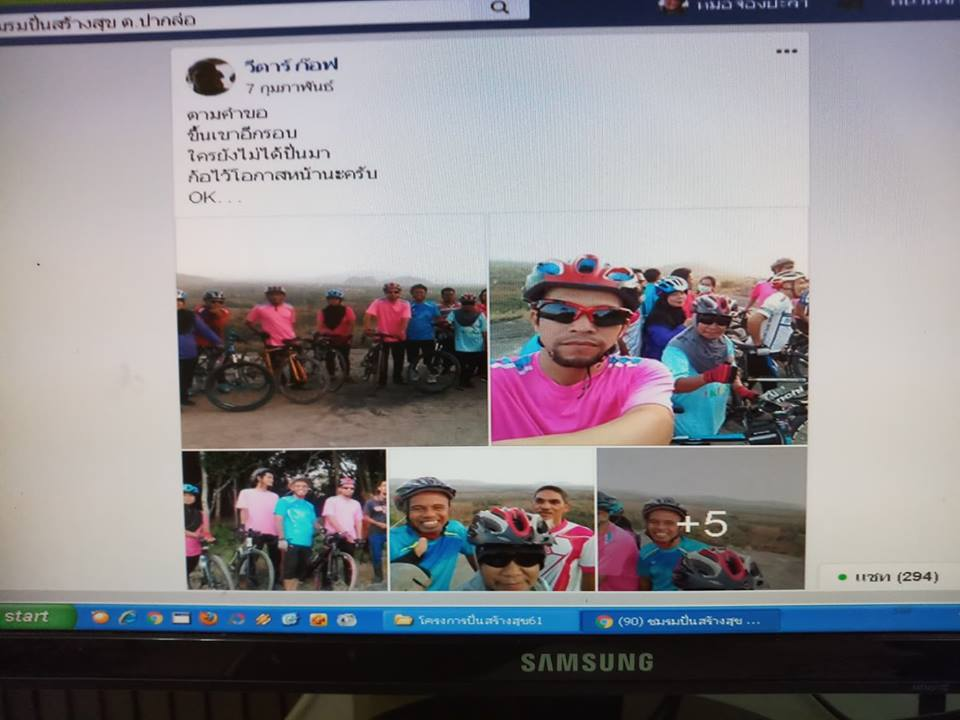 ปั่นสร้างสุข ต.ปากล่อ
วีดาร์ ก๊อฟ
7 กุมภาพันธ์
ตามคำขอ
ขึ้นเขาอีกรอบ
ใครยังไม่ได้ปั่นมา
ก้อไว้โอกาสหน้านะครับ
OK...
+5
แชท (294)
start
โครงการปั่นสร้างสุข61
(90) ชมรมปั่นสร้างสุข ...
SAMSUNG